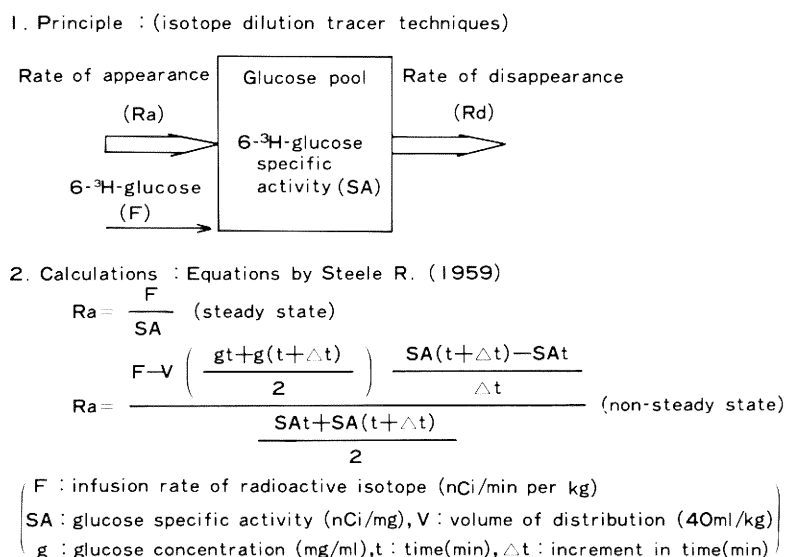 1. Principle : (isotope dilution tracer techniques)
Rate of appearance
(Ra)
Glucose pool
Rate of disappearance
(Rd)
6-³H-glucose
specific
activity (SA)
6-³H-glucose
(F)
2. Calculations : Equations by Steele R. (1959)
Ra = F / SA (steady state)
Ra = F−V ( gt+g(t+△t) / 2 ) SA(t+△t)−SAt / △t / SAt+SA(t+△t) / 2 (non-steady state)
F : infusion rate of radioactive isotope (nCi/min per kg)
SA : glucose specific activity (nCi/mg), V : volume of distribution (40ml/kg)
g : glucose concentration (mg/ml), t : time(min), △t : increment in time(min)